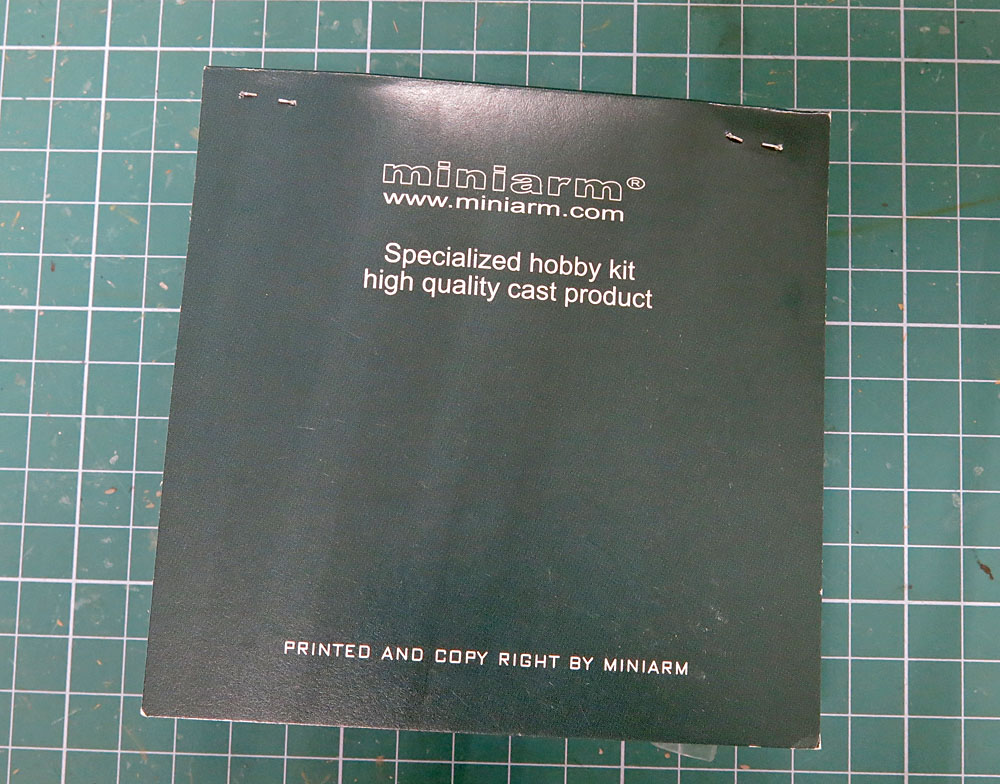 miniarm®
www.miniarm.com
Specialized hobby kit
high quality cast product
PRINTED AND COPY RIGHT BY MINIARM